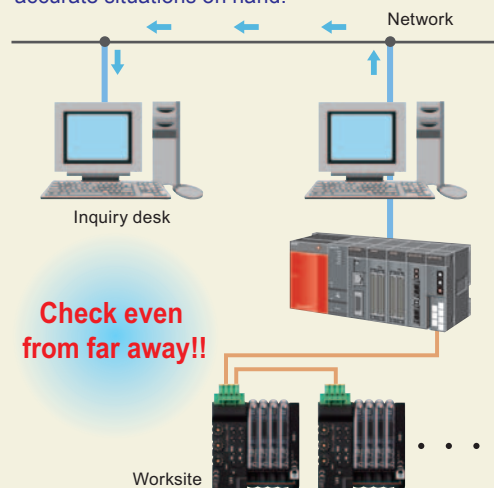 accurate situations on hand.
Network
Inquiry desk
Check even
from far away!!
Worksite